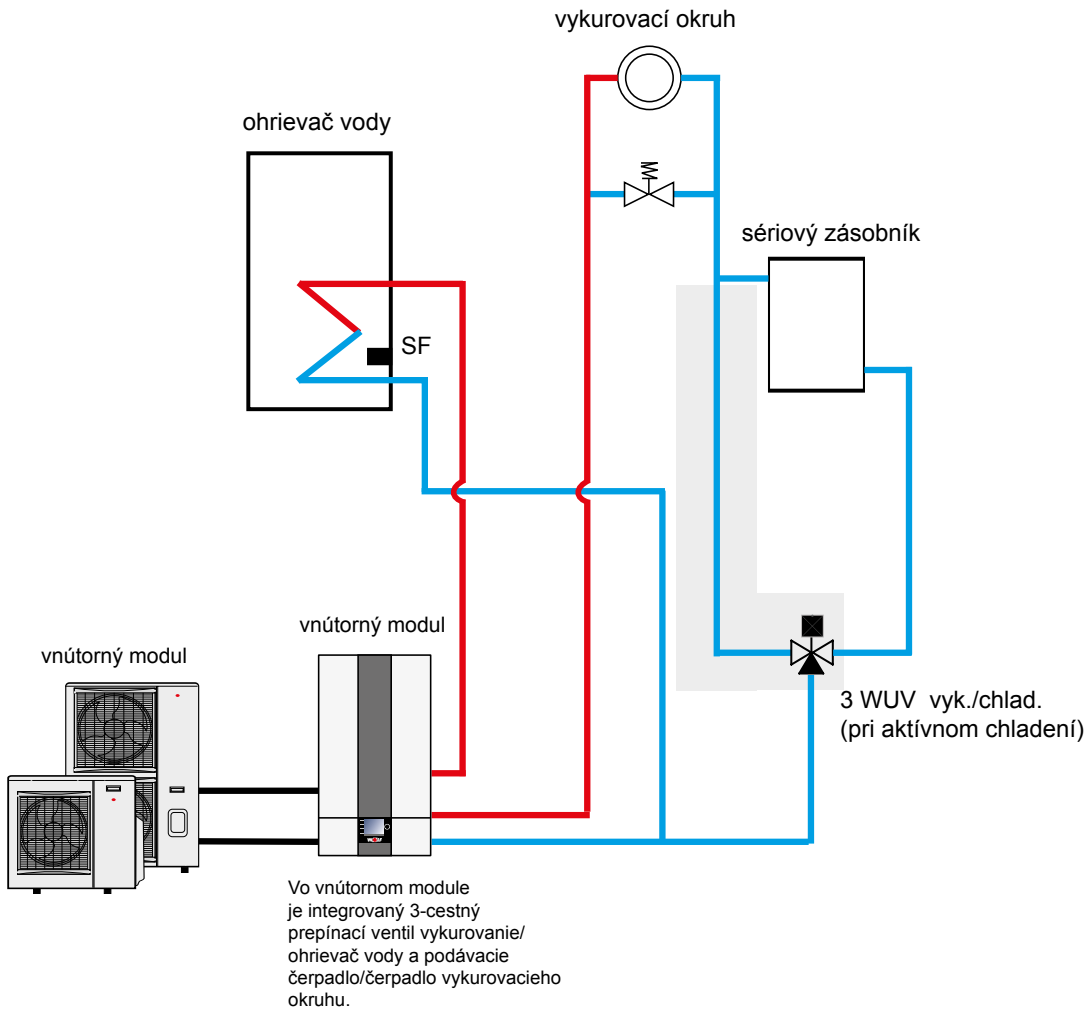 vykurovací okruh
ohrievač vody
sériový zásobník
SF
vnútorný modul
vnútorný modul
3 WUV vyk./chlad.
(pri aktívnom chladení)
Vo vnútornom module
je integrovaný 3-cestný
prepínací ventil vykurovanie/
ohrievač vody a podávacie
čerpadlo/čerpadlo vykurovacieho
okruhu.